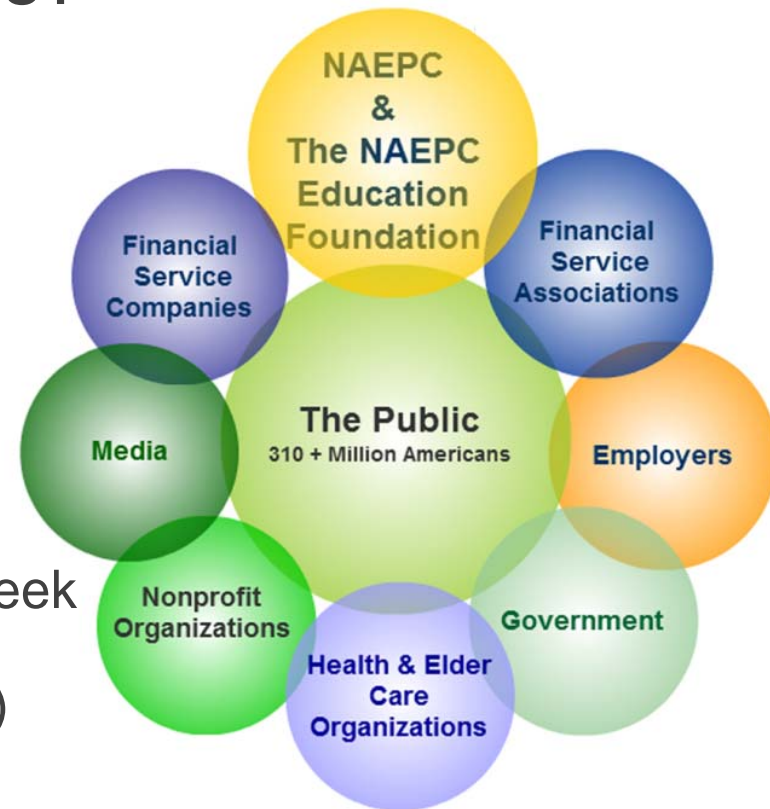 NAEPC
&
The NAEPC
Education
Foundation
Financial
Service
Companies
Financial
Service
Associations
The Public
310 + Million Americans
Media
Employers
eek
)
Nonprofit
Organizations
Government
Health & Elder
Care
Organizations